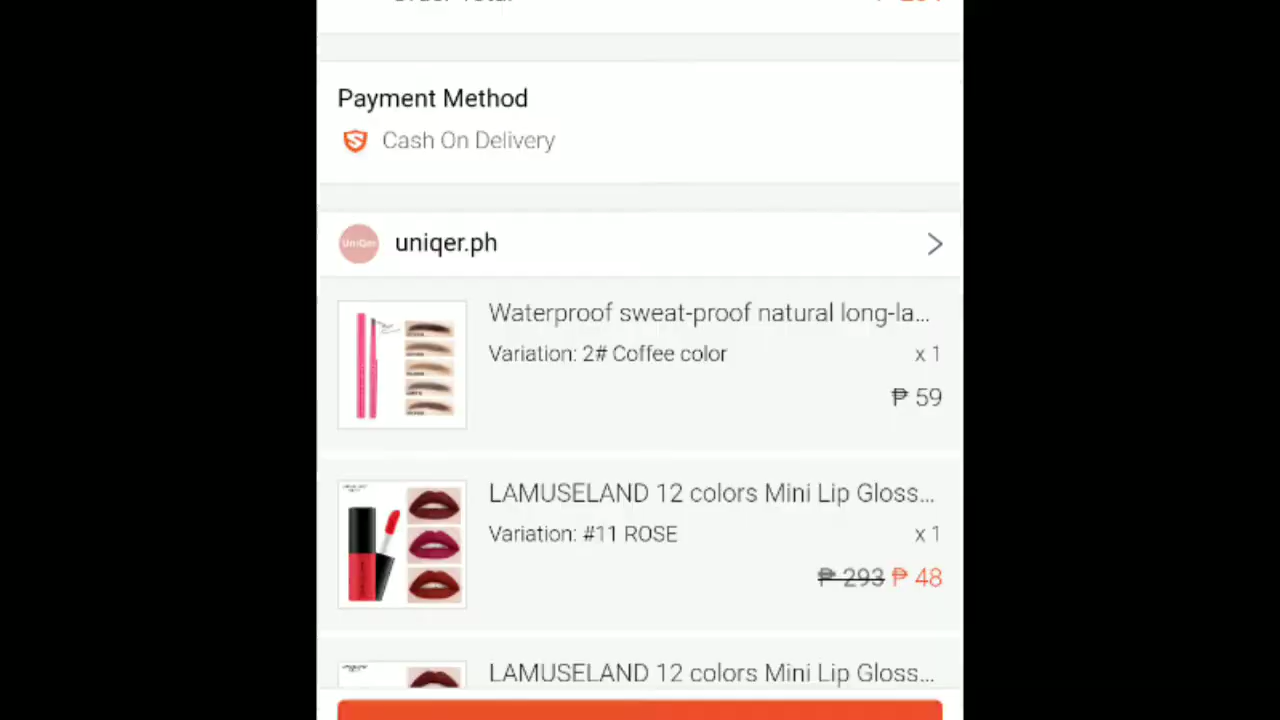 Payment Method
Cash On Delivery
UniQer
uniqer.ph
Waterproof sweat-proof natural long-la...
Variation: 2# Coffee color
x 1
₱ 59
LAMUSELAND 12 colors Mini Lip Gloss...
Variation: #11 ROSE
x 1
₱ 293 ₱ 48
LAMUSELAND 12 colors Mini Lip Gloss...